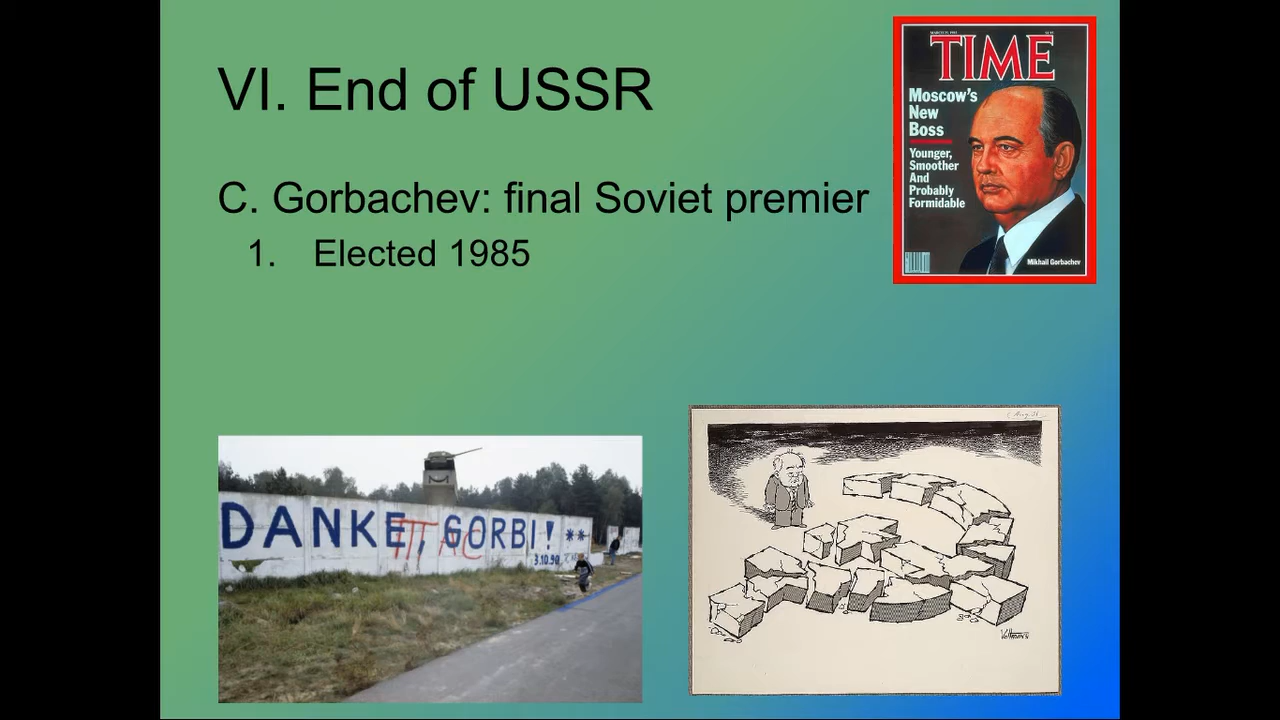 VI. End of USSR
C. Gorbachev: final Soviet premier
1. Elected 1985
TIME
Moscow's
New
Boss
Younger,
Smoother
And
Probably
Formidable
Mikhail Gorbachev
DANKE, GORBI! **
3.10.90